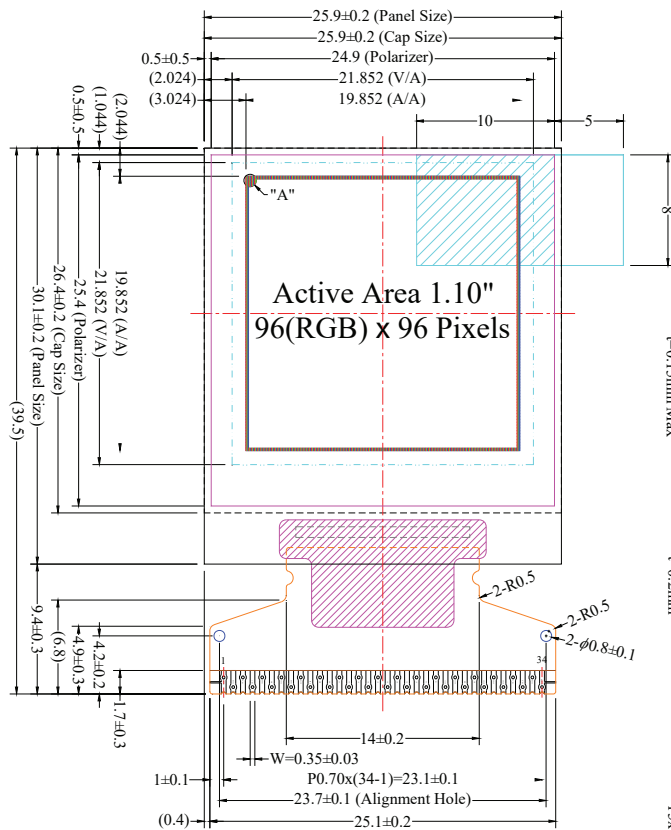 25.9±0.2 (Panel Size)
25.9±0.2 (Cap Size)
0.5±0.5
24.9 (Polarizer)
(2.024)
21.852 (V/A)
(3.024)
19.852 (A/A)
10
5
(2.044)
(1.044)
0.5±0.5
8
"A"
Active Area 1.10"
96(RGB) x 96 Pixels
19.852 (A/A)
21.852 (V/A)
25.4 (Polarizer)
26.4±0.2 (Cap Size)
30.1±0.2 (Panel Size)
(39.5)
2-R0.5
2-R0.5
2-ϕ0.8±0.1
9.4±0.3
(6.8)
4.9±0.3
4.2±0.2
1.7±0.3
1
34
14±0.2
W=0.35±0.03
1±0.1
P0.70x(34-1)=23.1±0.1
23.7±0.1 (Alignment Hole)
(0.4)
25.1±0.2